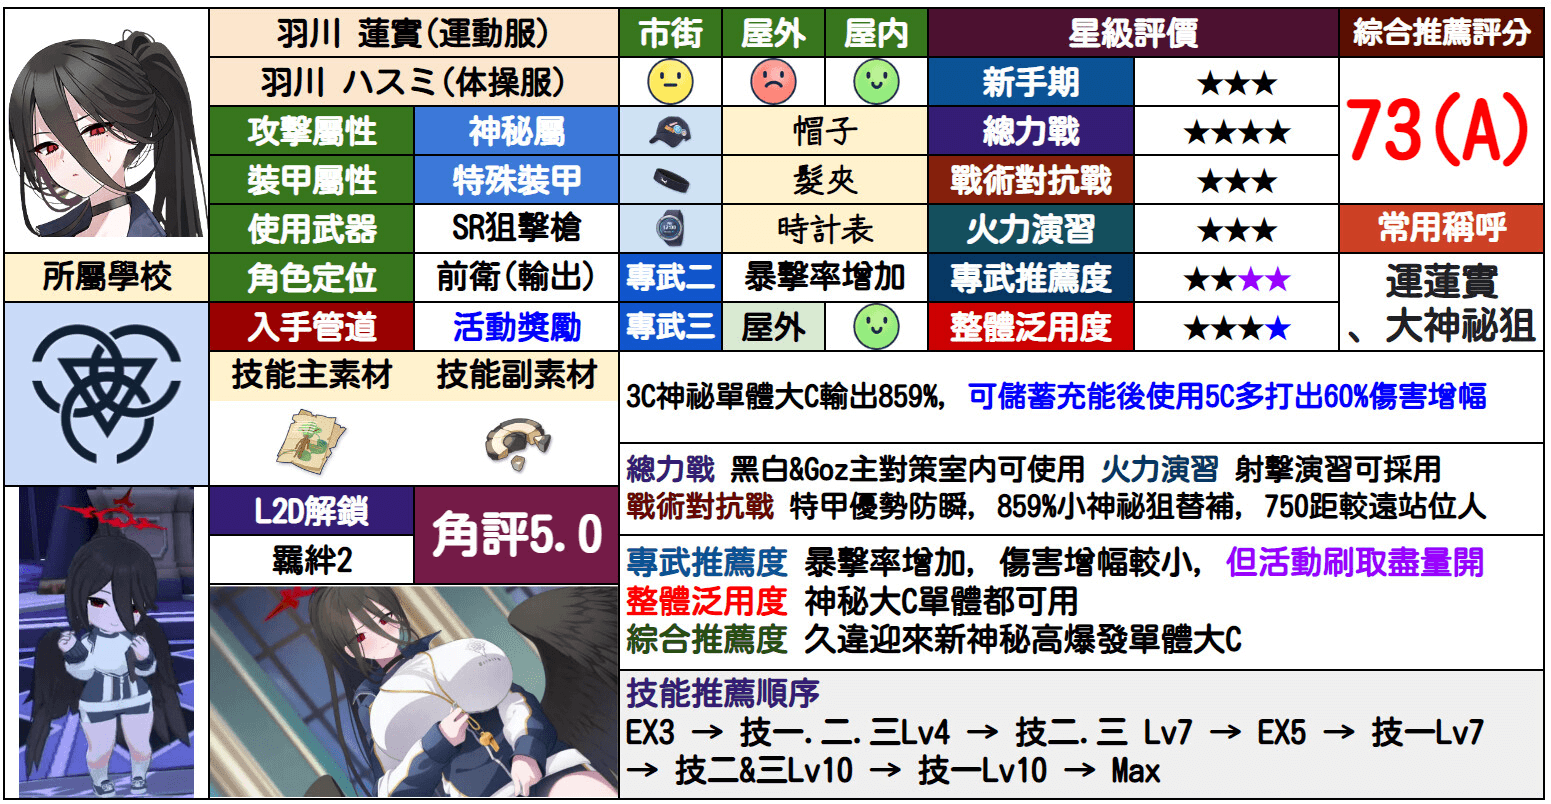 羽川 蓮實(運動服)
羽川 ハスミ(体操服)
市街 屋外 屋内
星級評價
綜合推薦評分
新手期 ★★★
73(A)
攻擊屬性 神秘屬
帽子
總力戰 ★★★★
裝甲屬性 特殊裝甲
髮夾
戰術對抗戰 ★★★
使用武器 SR狙擊槍
時計表
火力演習 ★★★
常用稱呼
所屬學校
角色定位 前衛(輸出)
專武二 暴擊率增加
專武推薦度 ★★★★
運蓮實
、大神祕狙
入手管道 活動獎勵
專武三 屋外
整體泛用度 ★★★★
技能主素材 技能副素材
3C神祕單體大C輸出859%, 可儲蓄充能後使用5C多打出60%傷害增幅
總力戰 黑白&Goz主對策室内可使用 火力演習 射擊演習可採用
戰術對抗戰 特甲優勢防瞬, 859%小神祕狙替補, 750距較遠站位人
L2D解鎖
羈絆2
角評5.0
專武推薦度 暴擊率增加, 傷害增幅較小, 但活動刷取盡量開
整體泛用度 神秘大C單體都可用
綜合推薦度 久違迎來新神秘高爆發單體大C
技能推薦順序
EX3 → 技一.二.三Lv4 → 技二.三 Lv7 → EX5 → 技一Lv7
→ 技二&三Lv10 → 技一Lv10 → Max